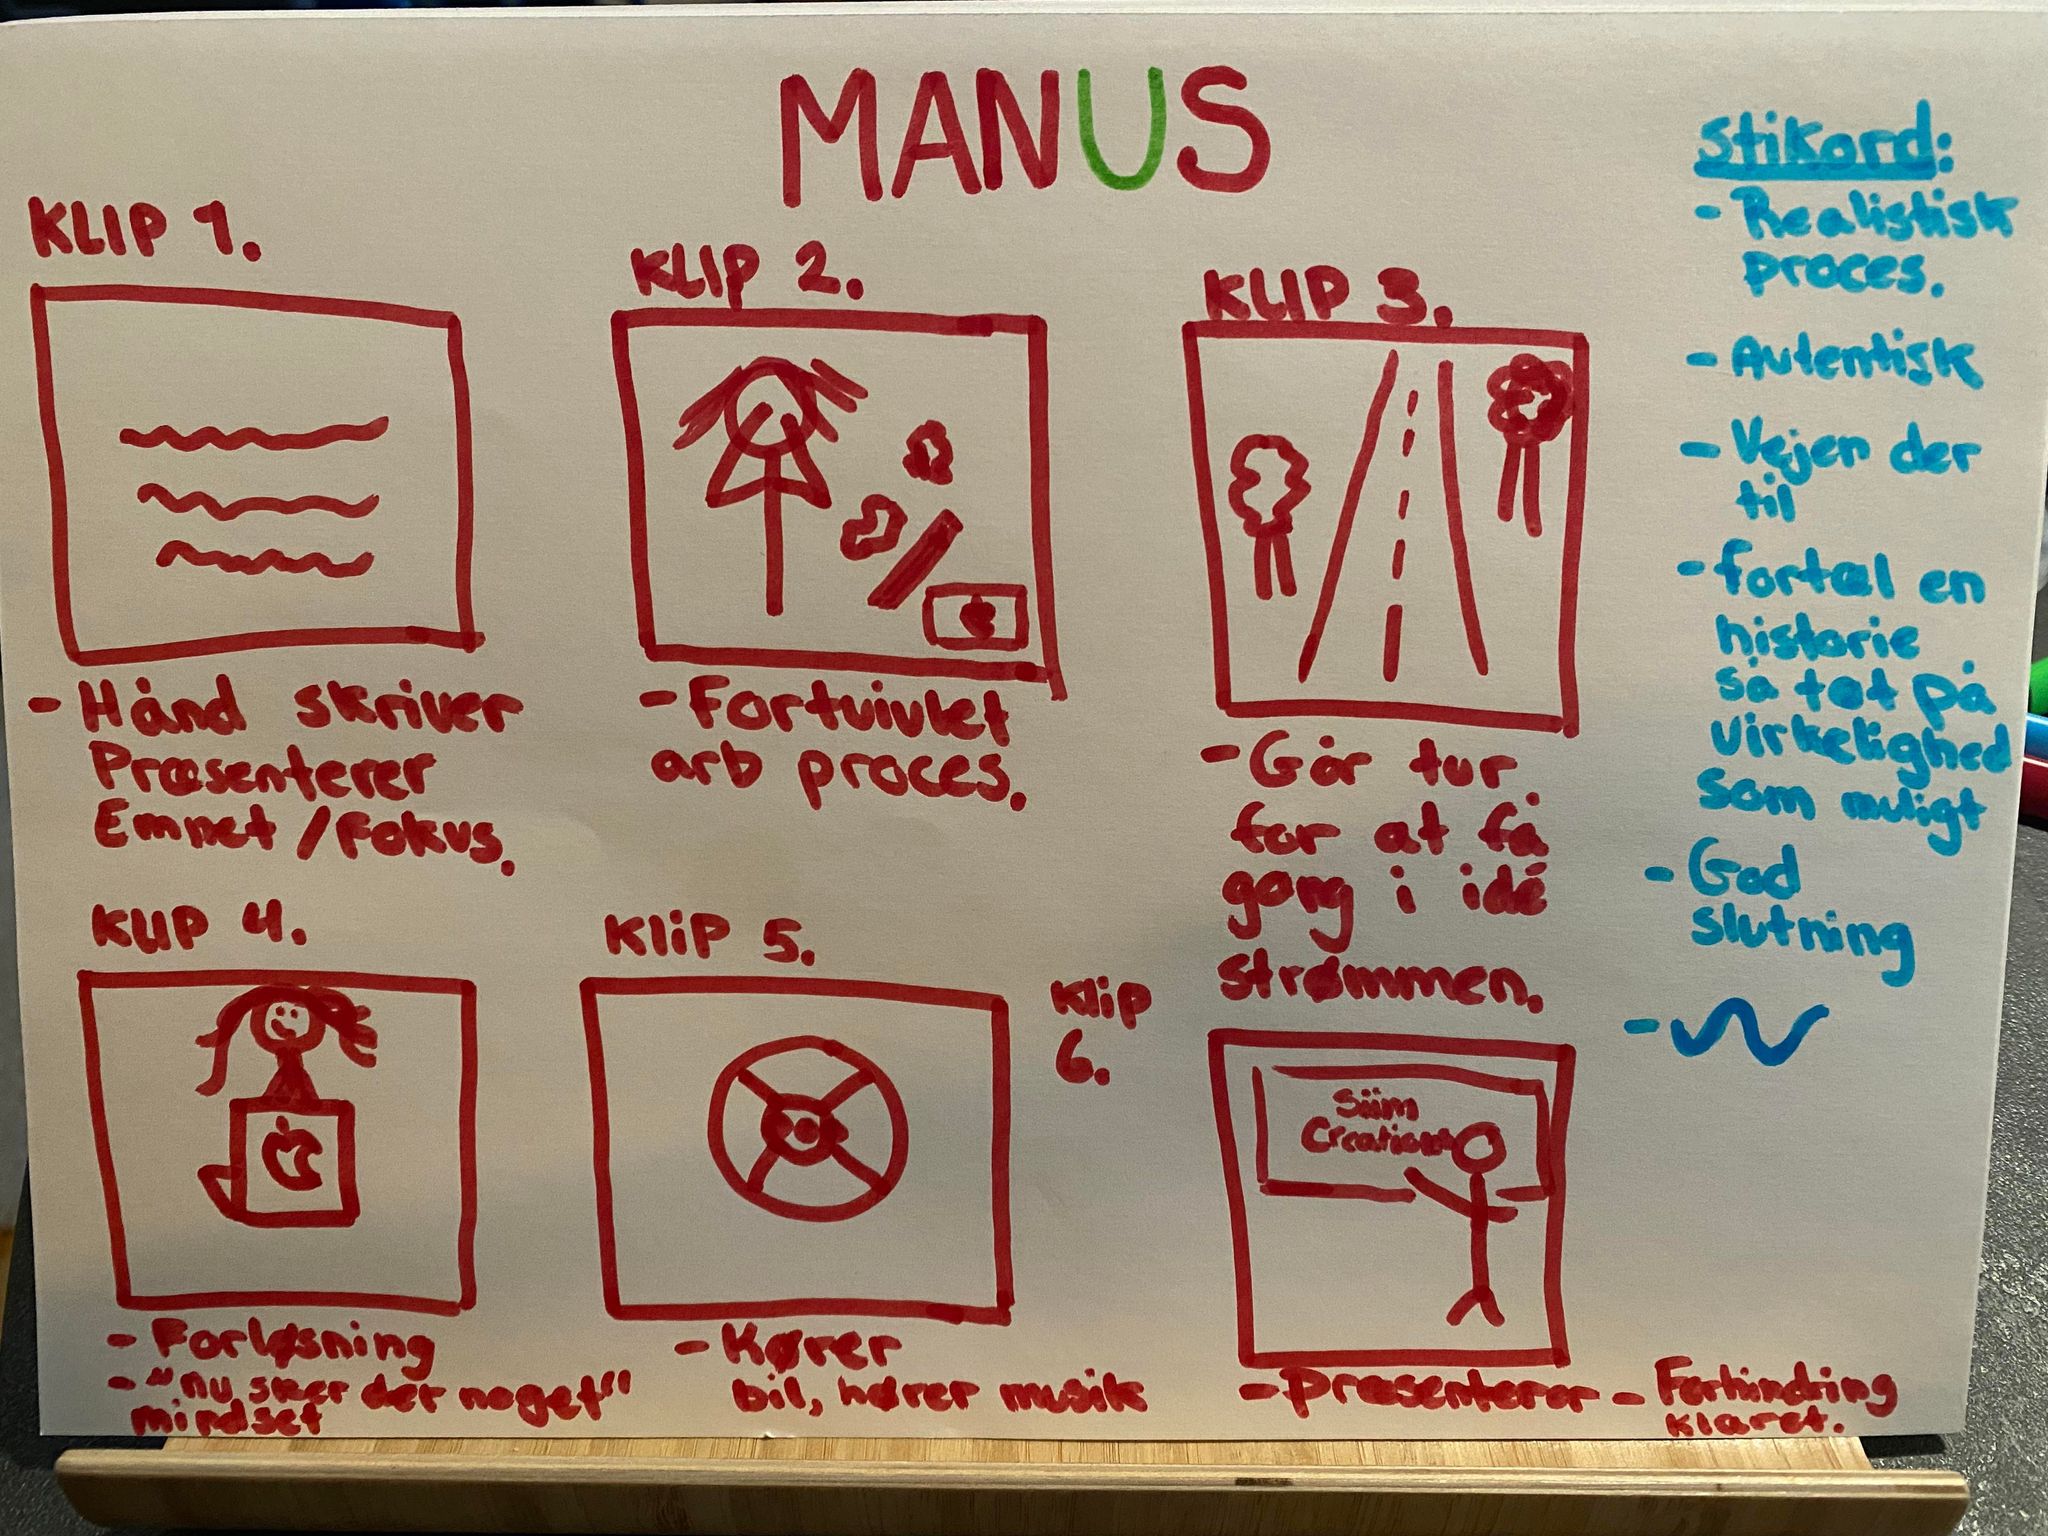 MANUS
KLIP 1.
- Hånd skriver
Præsenterer
Emnet/Fokus.
KLIP 2.
- Fortvivlet
arb proces.
KLIP 3.
- Går tur
for at få
gang i idé
strømmen.
KLIP 4.
- Forløsning
- "nu sker der noget"
mindset
KliP 5.
- Kører
bil, hører musik
Klip
6.
Siim
Creations
- Præsenterer - Forhindring
klaret.
Stikord:
- Realistisk
proces.
- Autentisk
- Vejen der
til
- fortæl en
historie
så tæt på
virkelighed
som muligt
- God
slutning